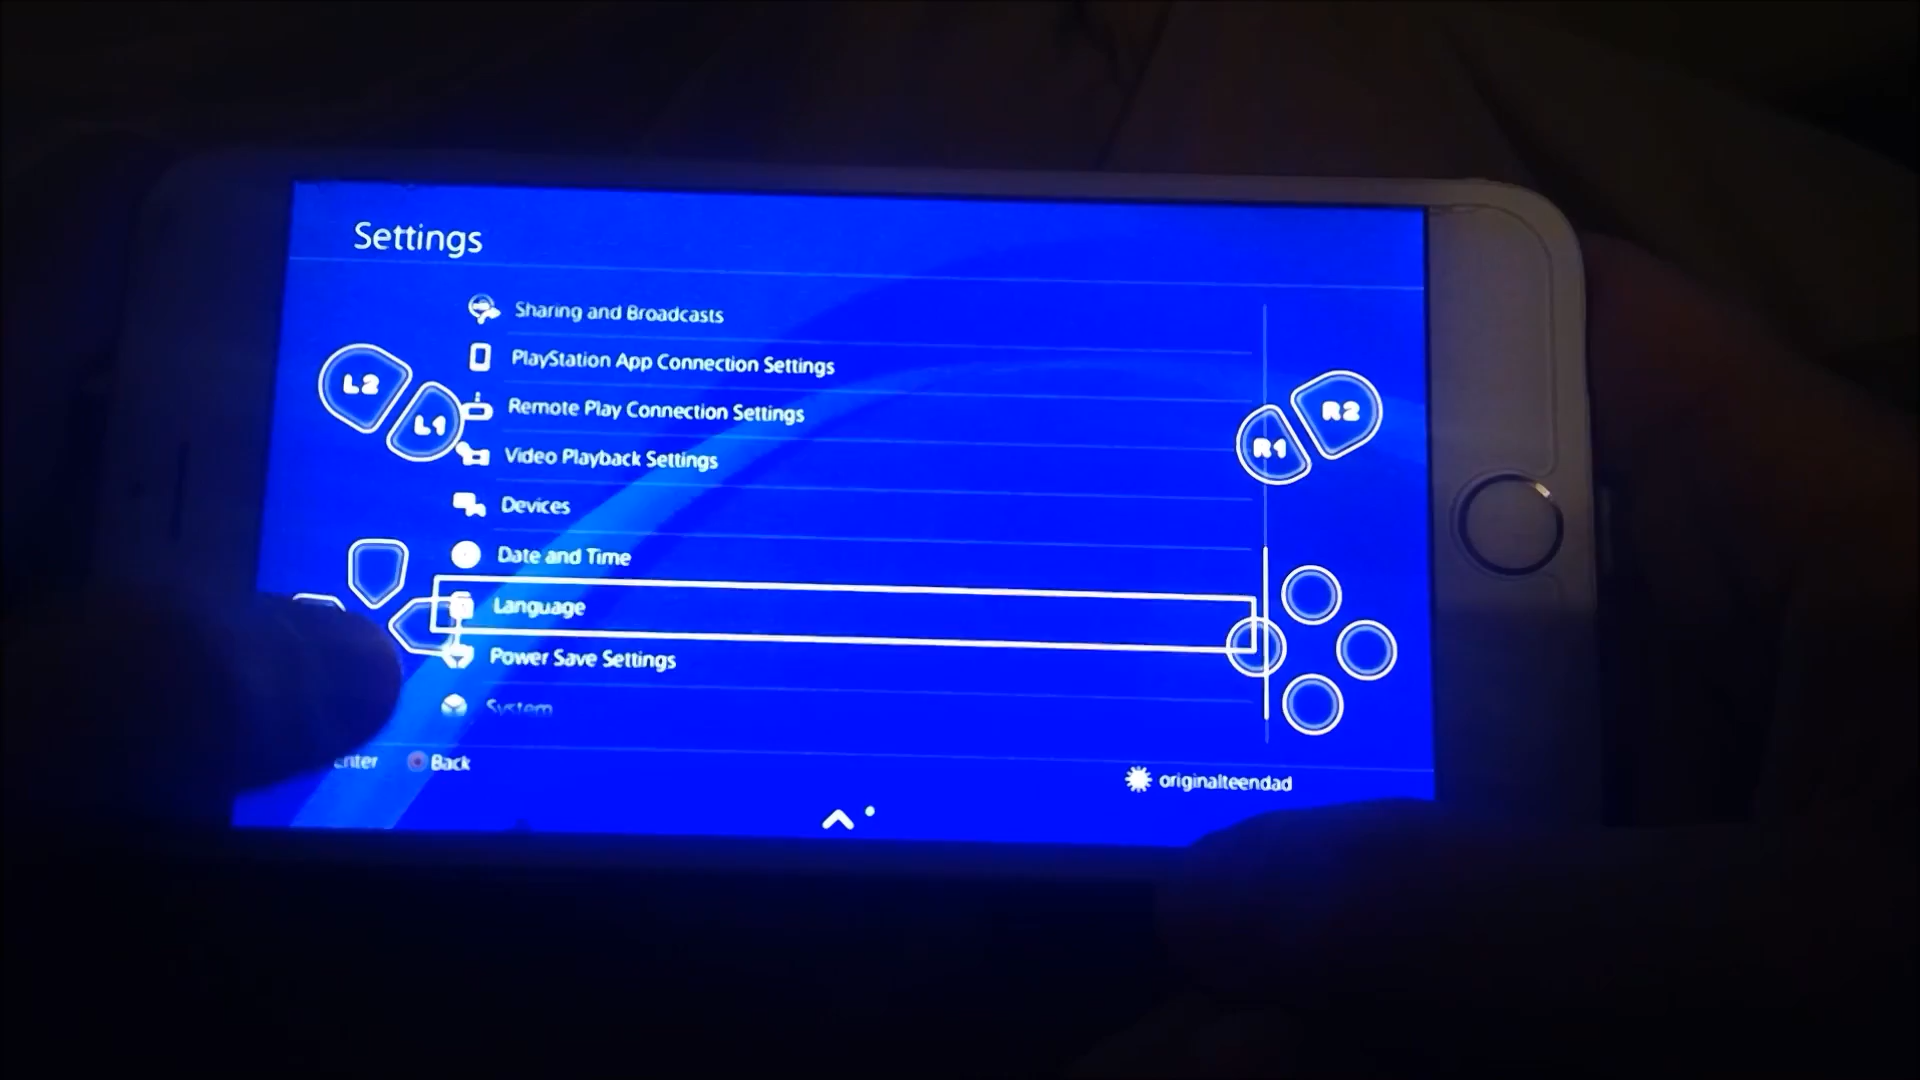 Settings
Sharing and Broadcasts
PlayStation App Connection Settings
L2
R2
Remote Play Connection Settings
L1
R1
Video Playback Settings
Devices
Date and Time
Language
Power Save Settings
System
Back
originalteendad